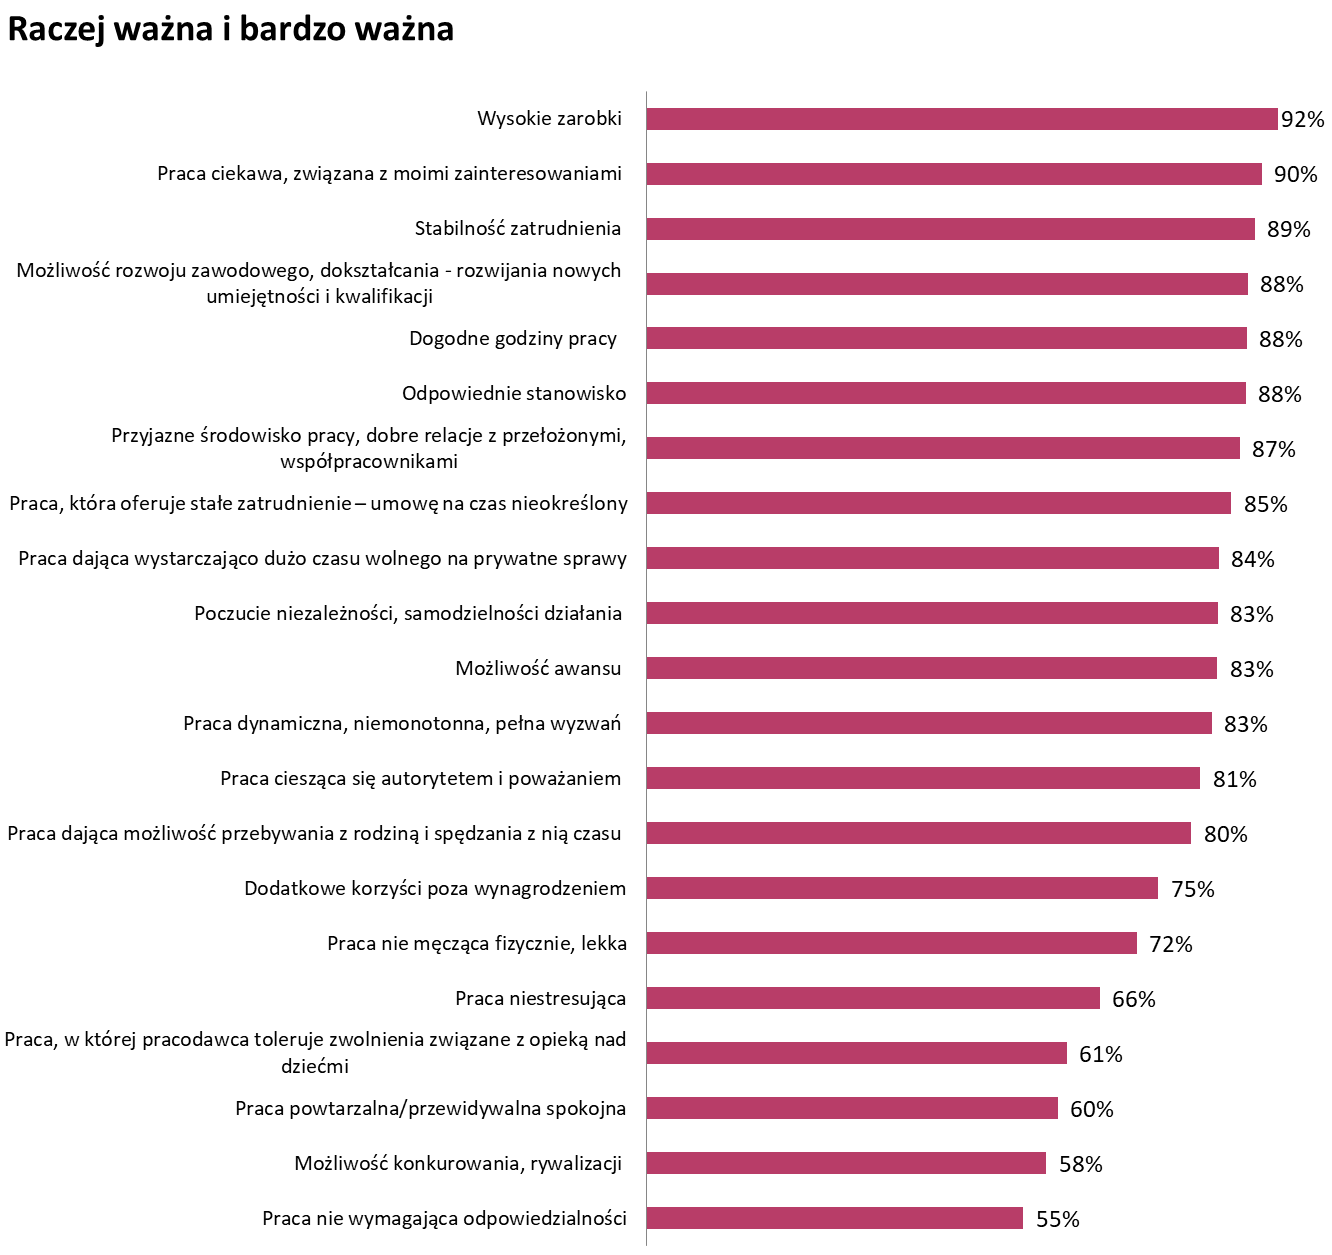 Raczej ważna i bardzo ważna
Wysokie zarobki 92%
Praca ciekawa, związana z moimi zainteresowaniami 90%
Stabilność zatrudnienia 89%
Możliwość rozwoju zawodowego, dokształcania - rozwijania nowych
umiejętności i kwalifikacji 88%
Dogodne godziny pracy 88%
Odpowiednie stanowisko 88%
Przyjazne środowisko pracy, dobre relacje z przełożonymi,
współpracownikami 87%
Praca, która oferuje stałe zatrudnienie – umowę na czas nieokreślony 85%
Praca dająca wystarczająco dużo czasu wolnego na prywatne sprawy 84%
Poczucie niezależności, samodzielności działania 83%
Możliwość awansu 83%
Praca dynamiczna, niemonotonna, pełna wyzwań 83%
Praca ciesząca się autorytetem i poważaniem 81%
Praca dająca możliwość przebywania z rodziną i spędzania z nią czasu 80%
Dodatkowe korzyści poza wynagrodzeniem 75%
Praca nie męcząca fizycznie, lekka 72%
Praca niestresująca 66%
Praca, w której pracodawca toleruje zwolnienia związane z opieką nad
dziećmi 61%
Praca powtarzalna/przewidywalna spokojna 60%
Możliwość konkurowania, rywalizacji 58%
Praca nie wymagająca odpowiedzialności 55%